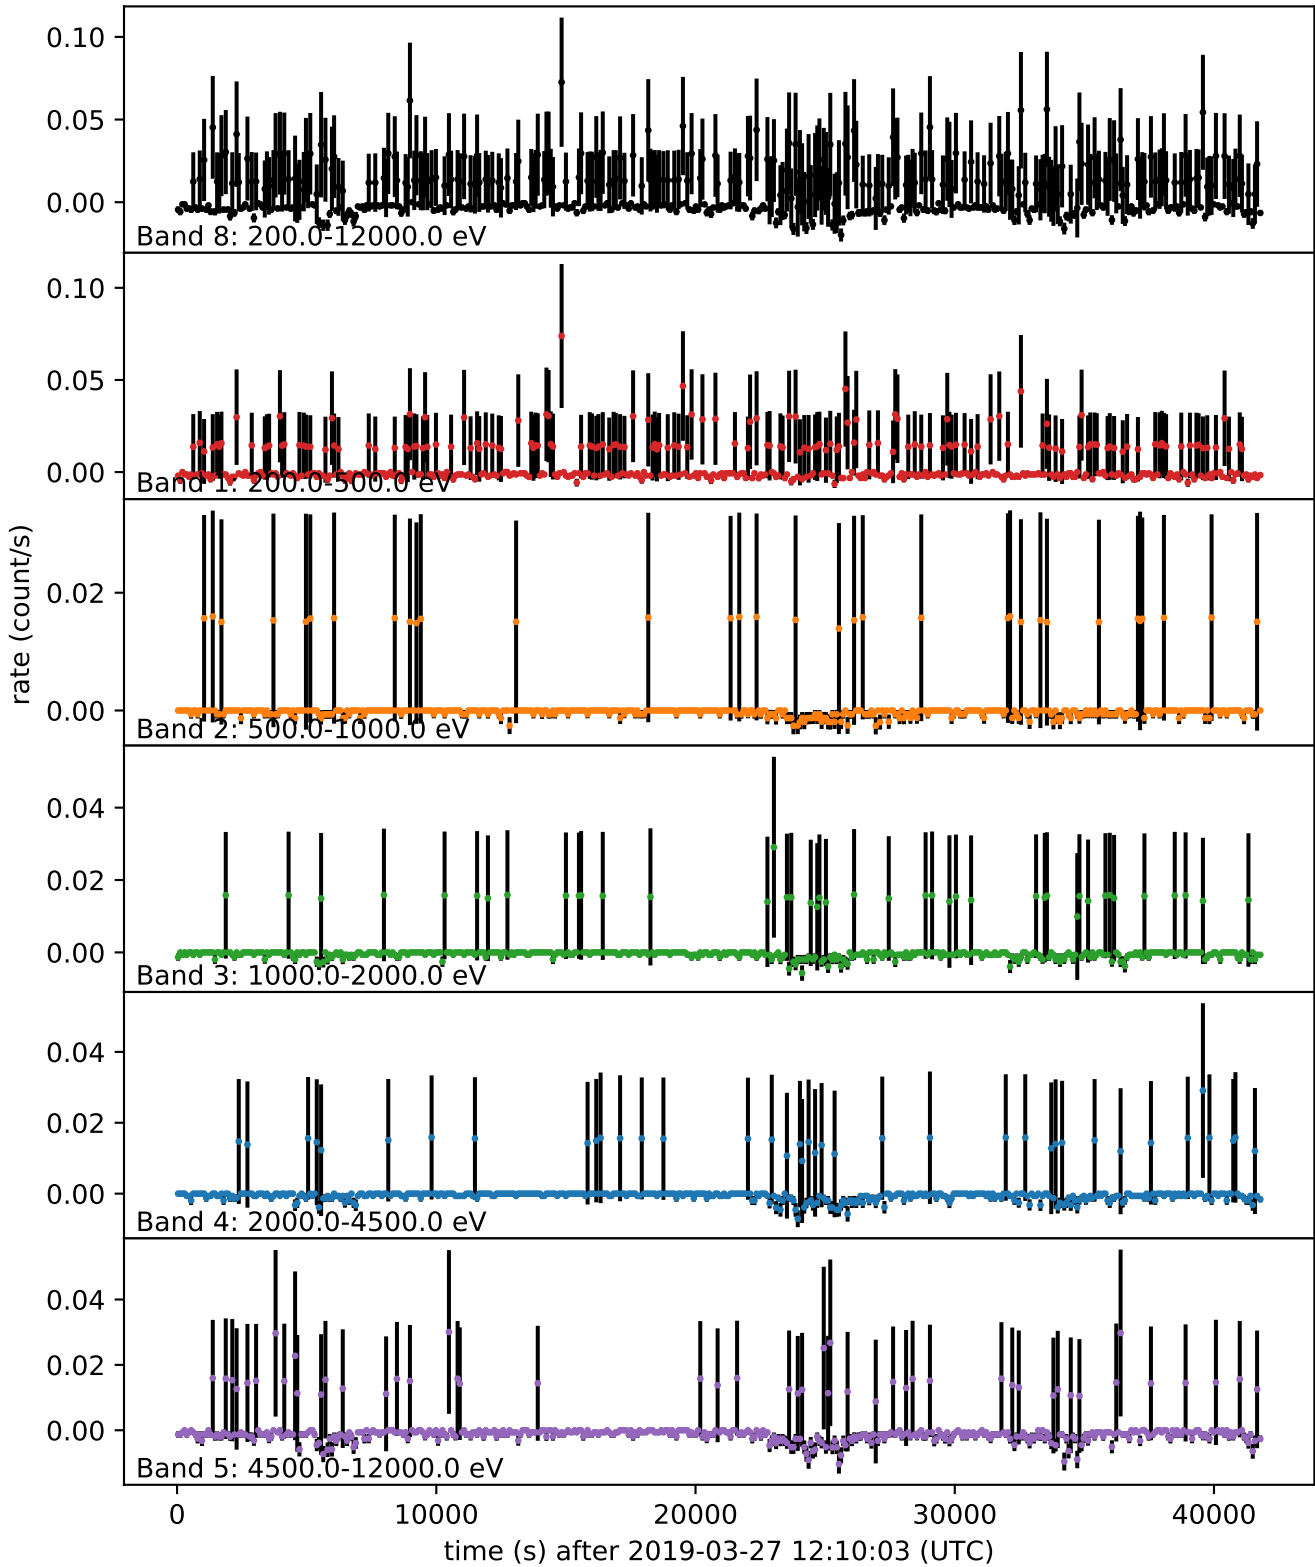 0.10
0.05
0.00
Band 8: 200.0-12000.0 eV
0.10
0.05
0.00
Band 1: 200.0-500.0 eV
0.02
0.00
Band 2: 500.0-1000.0 eV
rate (count/s)
0.04
0.02
0.00
Band 3: 1000.0-2000.0 eV
0.04
0.02
0.00
Band 4: 2000.0-4500.0 eV
0.04
0.02
0.00
Band 5: 4500.0-12000.0 eV
0 10000 20000 30000 40000
time (s) after 2019-03-27 12:10:03 (UTC)